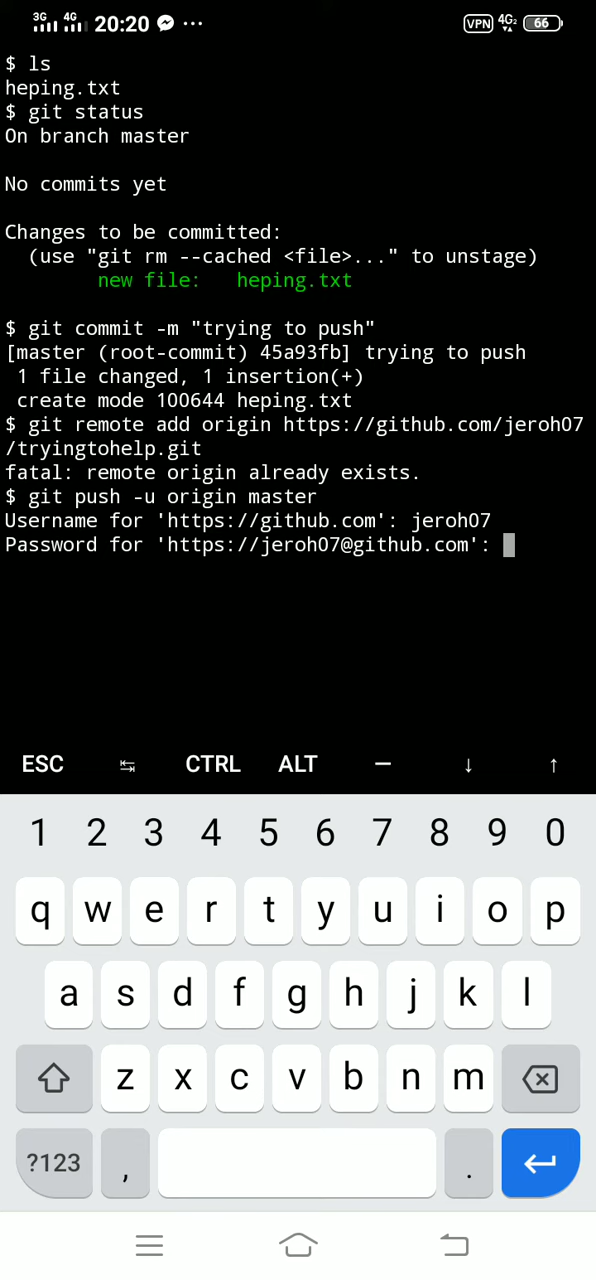 3G 4G 20:20 ... VPN 4G2 66
$ ls
heping.txt
$ git status
On branch master
No commits yet
Changes to be committed:
(use "git rm --cached <file>..." to unstage)
new file: heping.txt
$ git commit -m "trying to push"
[master (root-commit) 45a93fb] trying to push
1 file changed, 1 insertion(+)
create mode 100644 heping.txt
$ git remote add origin https://github.com/jeroh07
/tryingtohelp.git
fatal: remote origin already exists.
$ git push -u origin master
Username for 'https://github.com': jeroh07
Password for 'https://jeroh07@github.com':
ESC ↹ CTRL ALT — ↓ ↑
1 2 3 4 5 6 7 8 9 0
q w e r t y u i o p
a s d f g h j k l
z x c v b n m
?123 , .